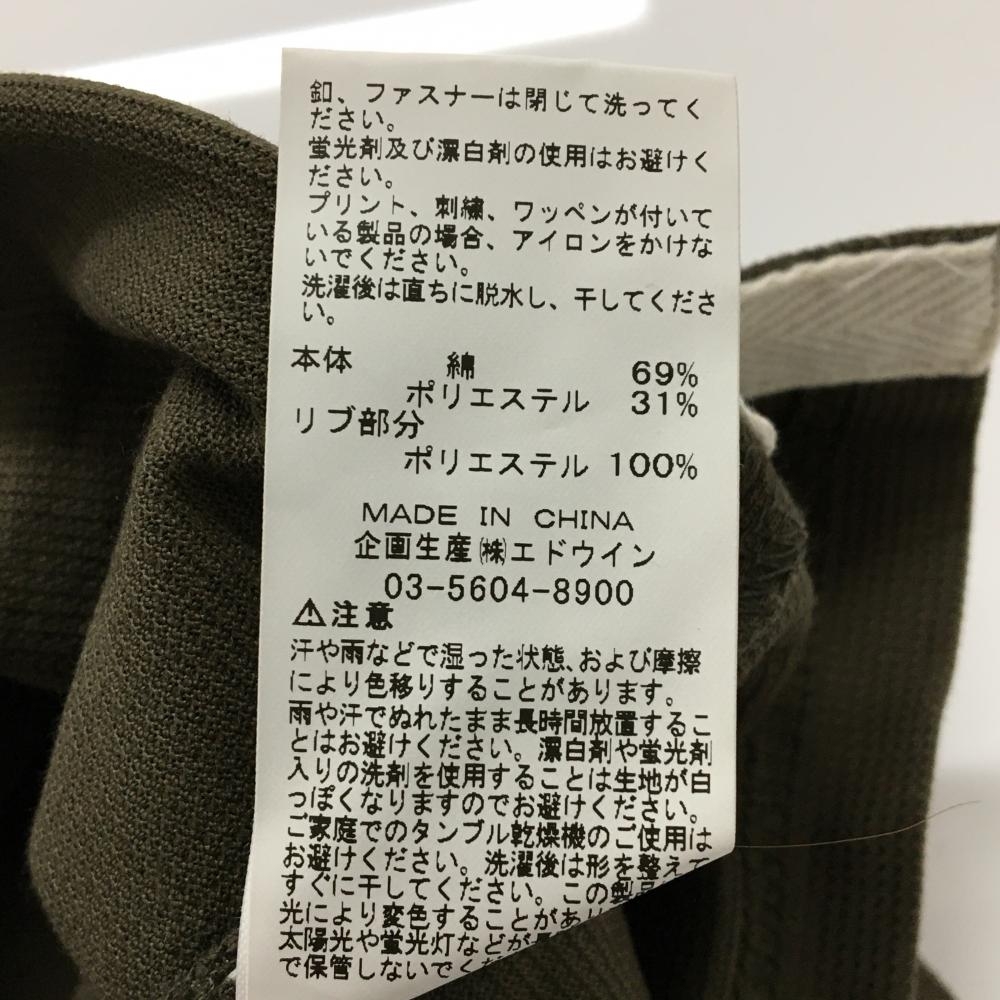 釦、ファスナーは閉じて洗ってく
ださい。
蛍光剤及び漂白剤の使用はお避けく
ださい。
プリント、刺繍、ワッペンが付いて
いる製品の場合、アイロンをかけな
いでください。
洗濯後は直ちに脱水し、干してくださ
い。
本体 綿 69%
ポリエステル 31%
リブ部分
ポリエステル 100%
MADE IN CHINA
企画生産㈱エドウイン
03-5604-8900
⚠注意
汗や雨などで湿った状態、および摩擦
により色移りすることがあります。
雨や汗でぬれたまま長時間放置するこ
とはお避けください。漂白剤や蛍光剤
入りの洗剤を使用することは生地が白
っぽくなりますのでお避けください。
ご家庭でのタンブル乾燥機のご使用は
お避けください。洗濯後は形を整えて
すぐに干してください。この製品
光により変色することがあり
太陽光や蛍光灯などが
で保管しないでく